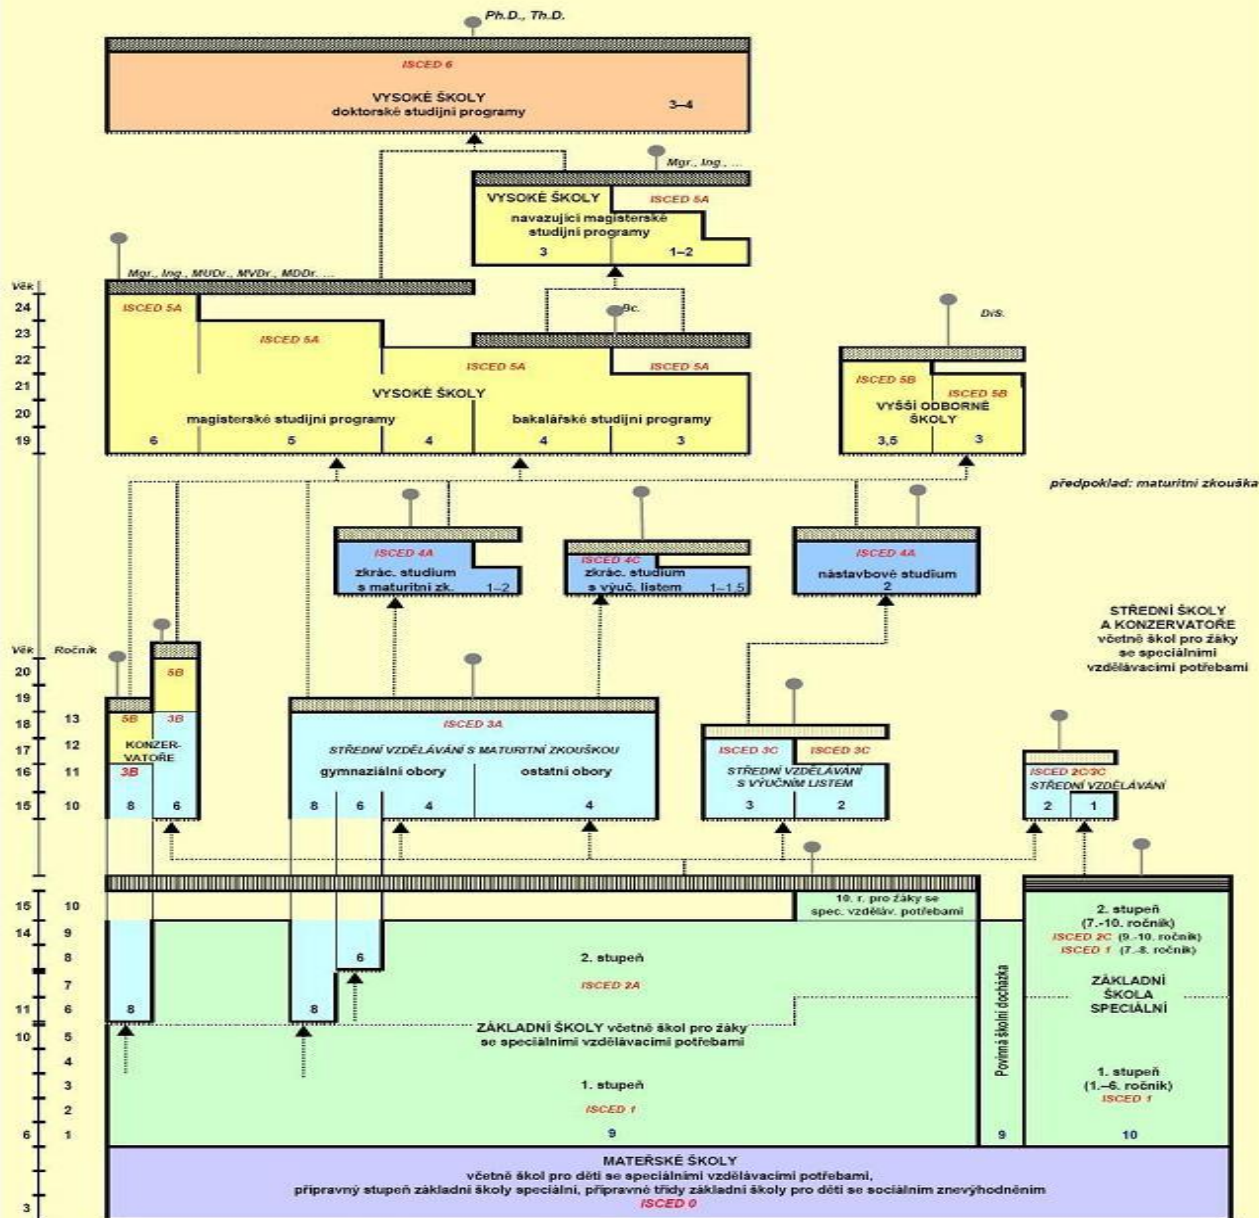 Ph.D., Th.D.
ISCED 6
VYSOKÉ ŠKOLY
doktorské studijní programy
3–4
Mgr., Ing., ...
VYSOKÉ ŠKOLY
ISCED 5A
navazující magisterské
studijní programy
3
1–2
Mgr., Ing., MUDr., MVDr., MDDr. ...
Bc.
DiS.
Věk
24
23
22
21
20
19
ISCED 5A
ISCED 5A
ISCED 5A
ISCED 5A
VYSOKÉ ŠKOLY
magisterské studijní programy
bakalářské studijní programy
6
5
4
4
3
ISCED 5B
ISCED 5B
VYŠŠÍ ODBORNÉ
ŠKOLY
3,5
3
předpoklad: maturitní zkouška
ISCED 4A
zkrác. studium
s maturitní zk.
1–2
ISCED 4C
zkrác. studium
s výuč. listem
1–1,5
ISCED 4A
nástavbové studium
2
STŘEDNÍ ŠKOLY
A KONZERVATOŘE
včetně škol pro žáky
se speciálními
vzdělávacími potřebami
Věk
Ročník
20
19
18
13
17
12
16
11
15
10
5B
5B
3B
KONZER-
VATOŘE
3B
8
6
ISCED 3A
STŘEDNÍ VZDĚLÁVÁNÍ S MATURITNÍ ZKOUŠKOU
gymnaziální obory
ostatní obory
8
6
4
4
ISCED 3C
ISCED 3C
STŘEDNÍ VZDĚLÁVÁNÍ
S VÝUČNÍM LISTEM
3
2
ISCED 2C/3C
STŘEDNÍ VZDĚLÁVÁNÍ
2
1
15
10
14
9
8
7
11
6
10
5
4
3
2
6
1
3
10. r. pro žáky se
spec. vzděláv. potřebami
8
8
6
2. stupeň
ISCED 2A
ZÁKLADNÍ ŠKOLY včetně škol pro žáky
se speciálními vzdělávacími potřebami
1. stupeň
ISCED 1
9
Povinná školní docházka
9
2. stupeň
(7.-10. ročník)
ISCED 2C (9.-10. ročník)
ISCED 1 (7.-8. ročník)
ZÁKLADNÍ
ŠKOLA
SPECIÁLNÍ
1. stupeň
(1.–6. ročník)
ISCED 1
10
MATEŘSKÉ ŠKOLY
včetně škol pro děti se speciálními vzdělávacími potřebami,
přípravný stupeň základní školy speciální, přípravné třídy základní školy pro děti se sociálním znevýhodněním
ISCED 0